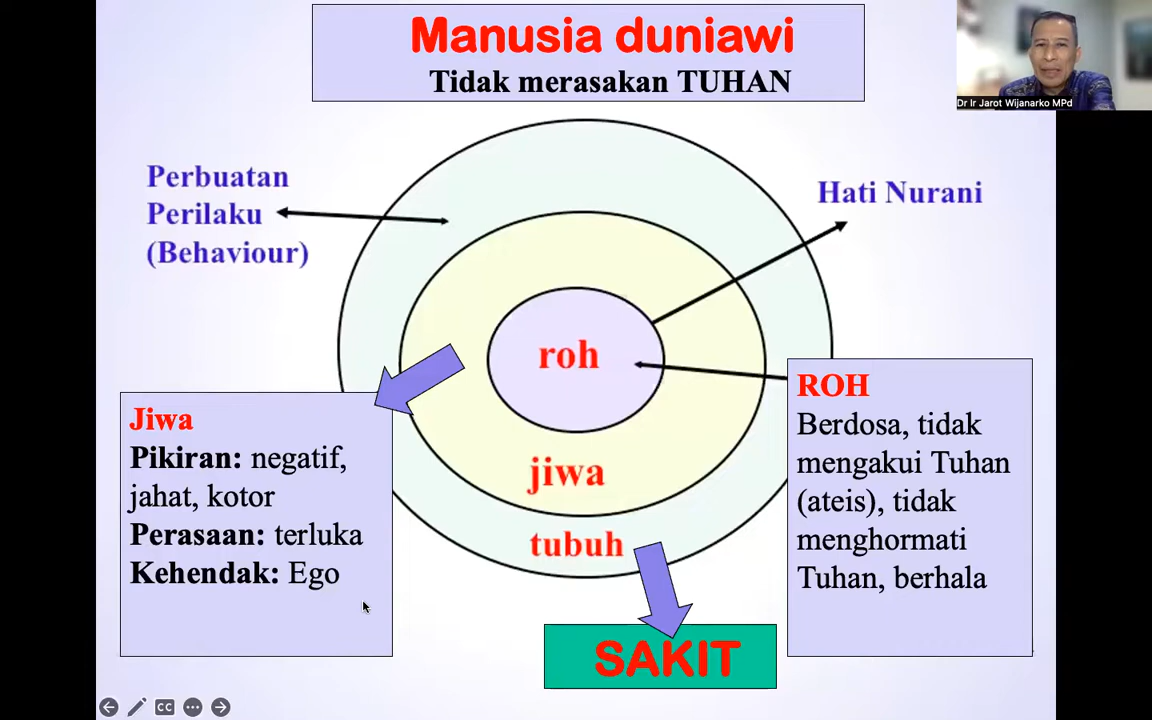 Manusia duniawi
Tidak merasakan TUHAN
Dr Ir Jarot Wijanarko MPd
Perbuatan
Perilaku
(Behaviour)
Hati Nurani
roh
jiwa
tubuh
Jiwa
Pikiran: negatif,
jahat, kotor
Perasaan: terluka
Kehendak: Ego
ROH
Berdosa, tidak
mengakui Tuhan
(ateis), tidak
menghormati
Tuhan, berhala
SAKIT
CC